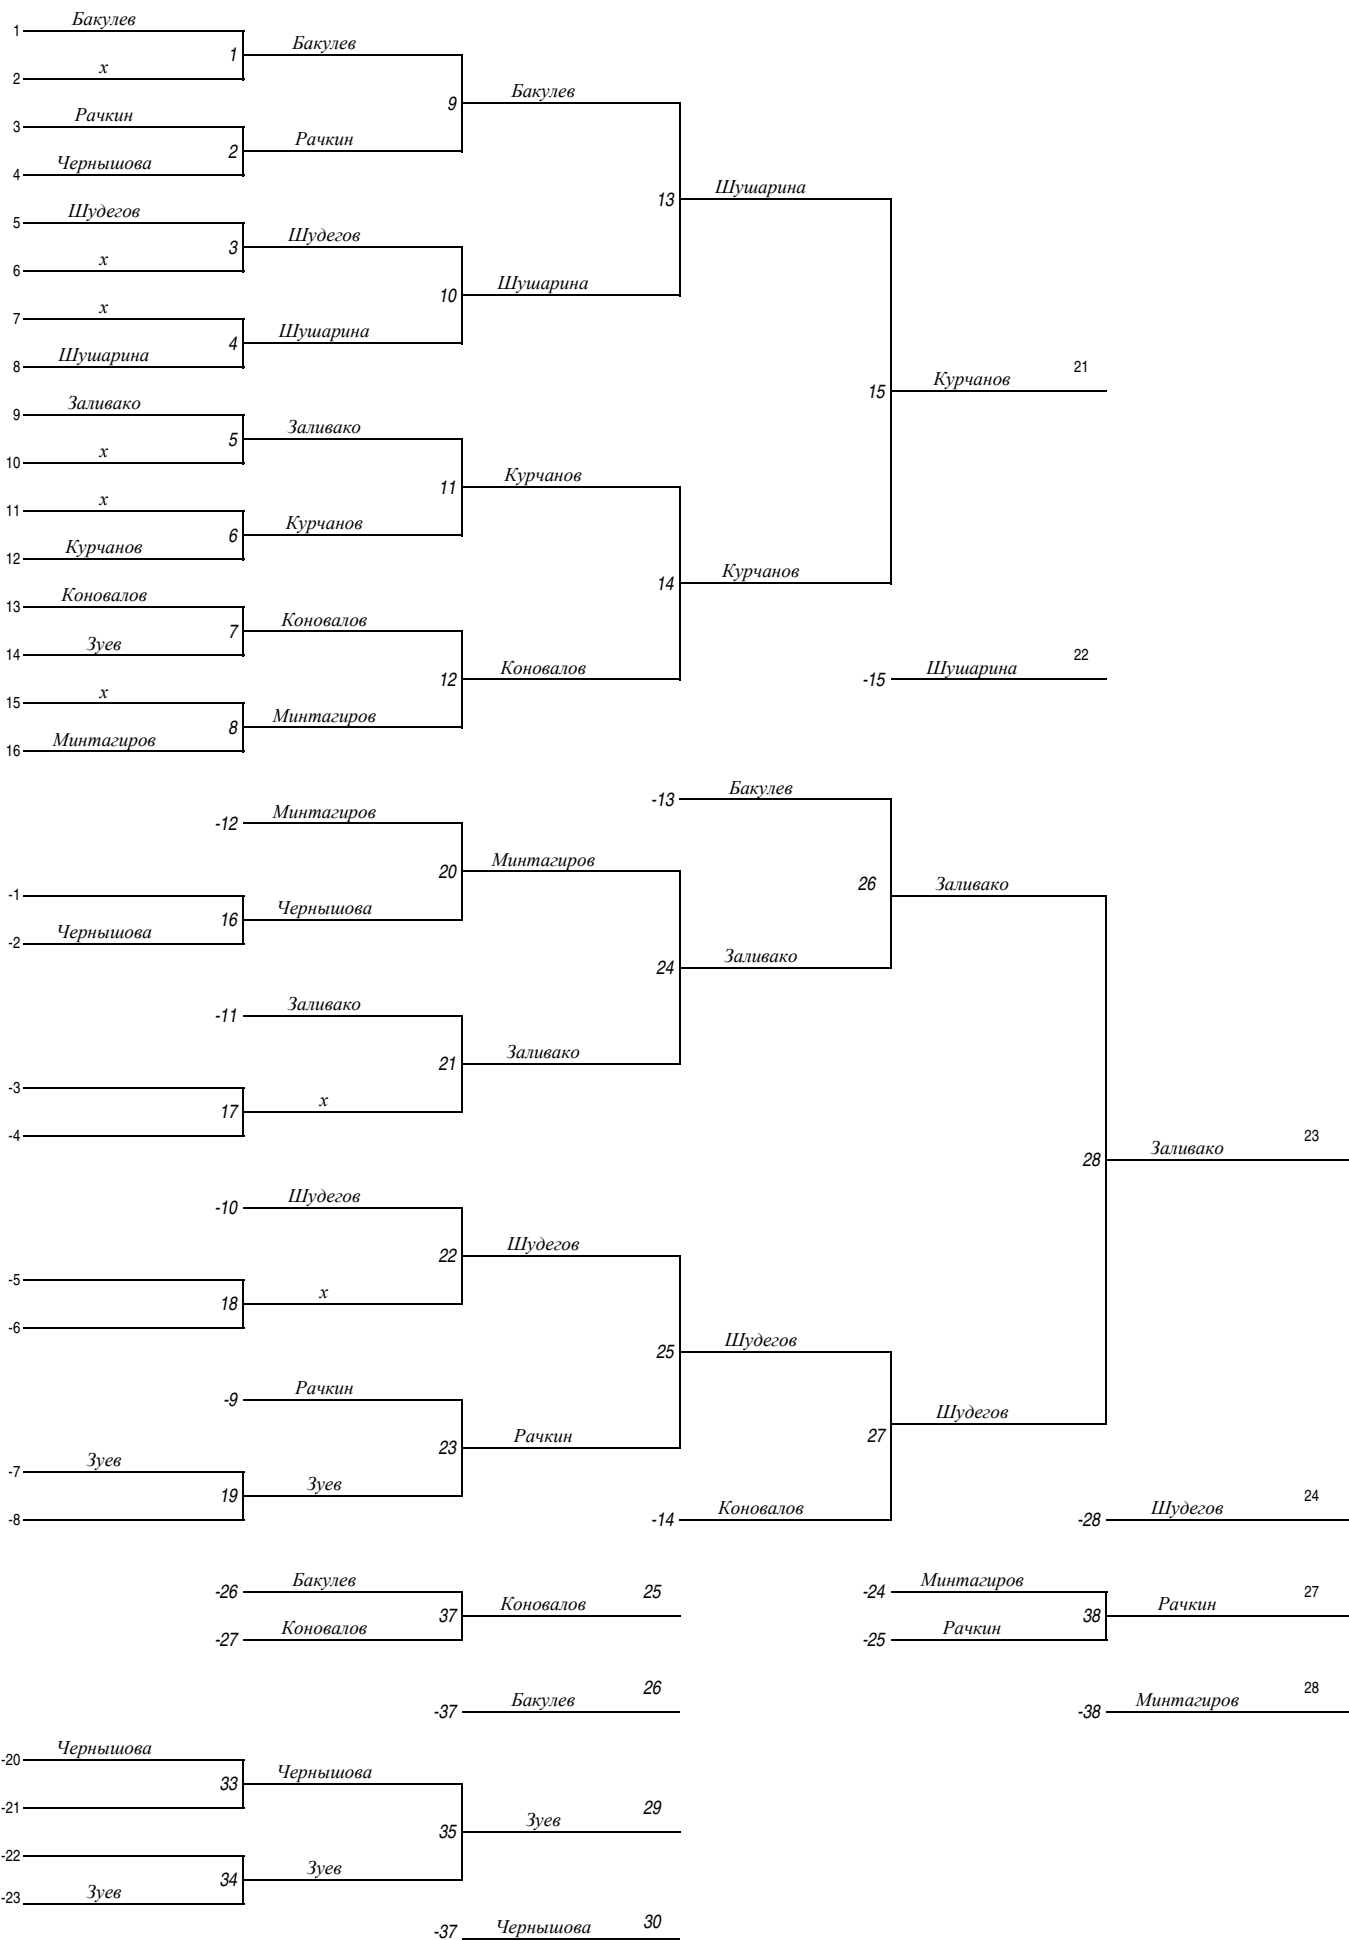 1 Бакулев
1 Бакулев
2 х
9 Бакулев
3 Рачкин
2 Рачкин
4 Чернышова
13 Шушарина
5 Шудегов
3 Шудегов
6 х
10 Шушарина
7 х
4 Шушарина
8 Шушарина
15 Курчанов 21
9 Заливако
5 Заливако
10 х
11 Курчанов
11 х
6 Курчанов
12 Курчанов
14 Курчанов
13 Коновалов
7 Коновалов
14 Зуев
12 Коновалов
-15 Шушарина 22
15 х
8 Минтагиров
16 Минтагиров
-13 Бакулев
-12 Минтагиров
20 Минтагиров
26 Заливако
-1
16 Чернышова
-2 Чернышова
24 Заливако
-11 Заливако
21 Заливако
-3
17 х
-4
28 Заливако 23
-10 Шудегов
22 Шудегов
-5
18 х
-6
25 Шудегов
-9 Рачкин
27 Шудегов
23 Рачкин
-7 Зуев
19 Зуев
-8
-14 Коновалов
-28 Шудегов 24
-26 Бакулев
37 Коновалов 25
-27 Коновалов
-24 Минтагиров
38 Рачкин 27
-25 Рачкин
-37 Бакулев 26
-38 Минтагиров 28
-20 Чернышова
33 Чернышова
-21
35 Зуев 29
-22
34 Зуев
-23 Зуев
-37 Чернышова 30